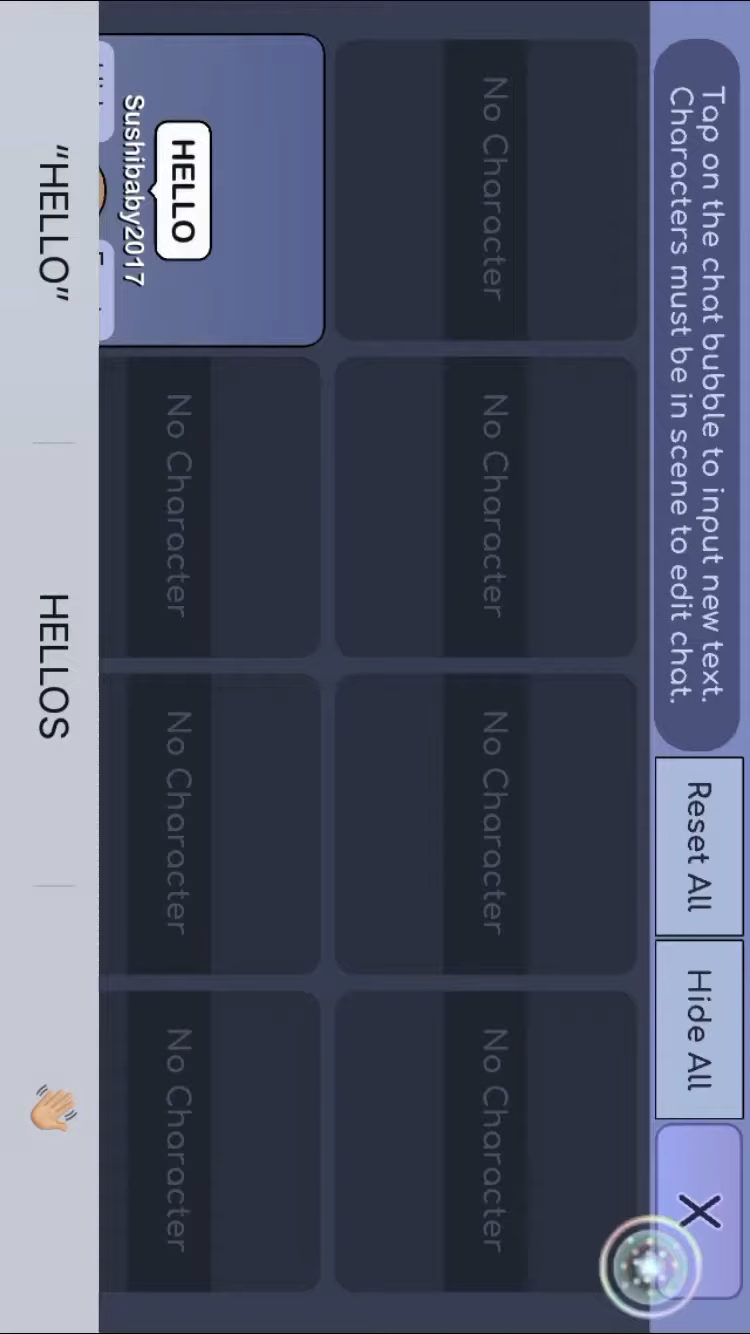 Tap on the chat bubble to input new text.
Characters must be in scene to edit chat.
Reset All
Hide All
X
No Character
No Character
No Character
No Character
HELLO
Sushibaby2017
No Character
No Character
No Character
"HELLO"
HELLOS